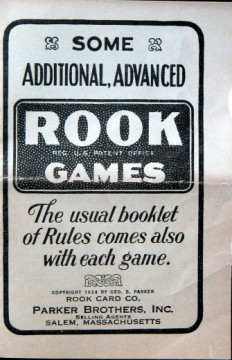 SOME
ADDITIONAL, ADVANCED
ROOK
REG. U.S. PATENT OFFICE
GAMES
The usual booklet
of Rules comes also
with each game.
COPYRIGHT 1924 BY GEO. S. PARKER
ROOK CARD CO.
PARKER BROTHERS, INC.
SELLING AGENTS
SALEM, MASSACHUSETTS